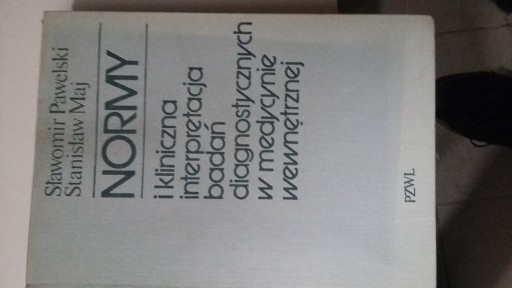 Sławomir Pawelski
Stanisław Maj
NORMY
i kliniczna
interpretacja
badań
diagnostycznych
w medycynie
wewnętrznej
PZWL